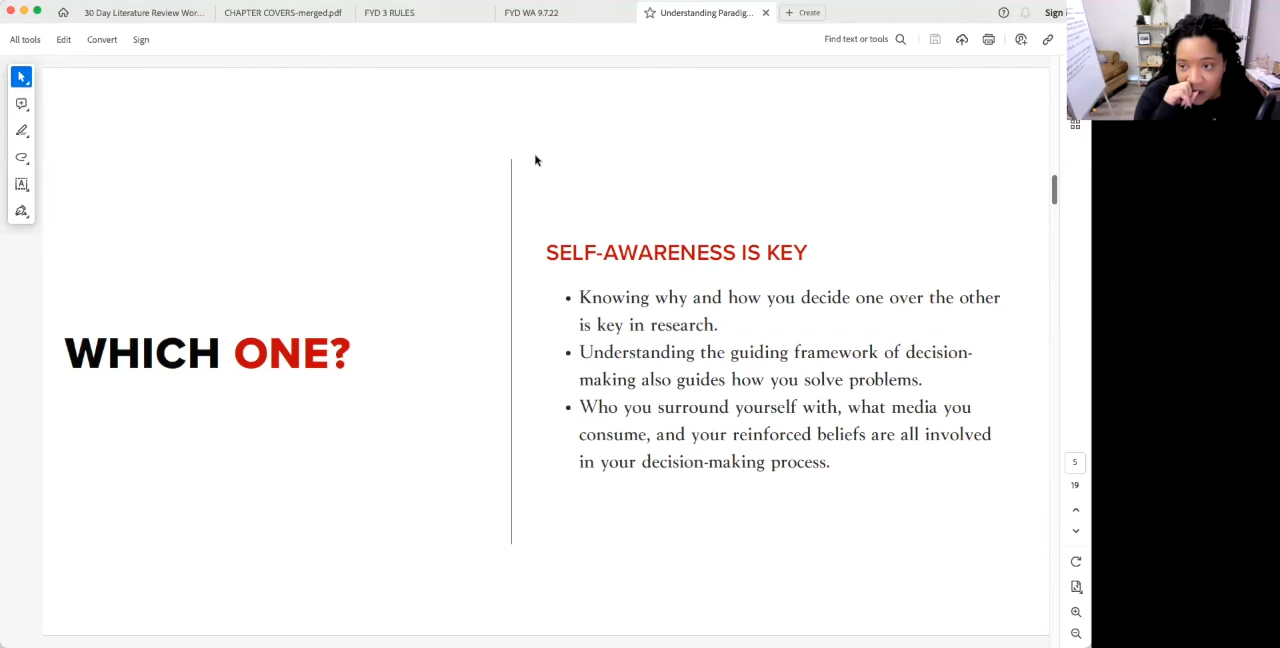 30 Day Literature Review Wor...
CHAPTER COVERS-merged.pdf
FYD 3 RULES
FYD WA 9.7.22
Understanding Paradig...
Create
Sign
All tools
Edit
Convert
Sign
Find text or tools
WHICH ONE?
SELF-AWARENESS IS KEY
• Knowing why and how you decide one over the other
is key in research.
• Understanding the guiding framework of decision-
making also guides how you solve problems.
• Who you surround yourself with, what media you
consume, and your reinforced beliefs are all involved
in your decision-making process.
5
19